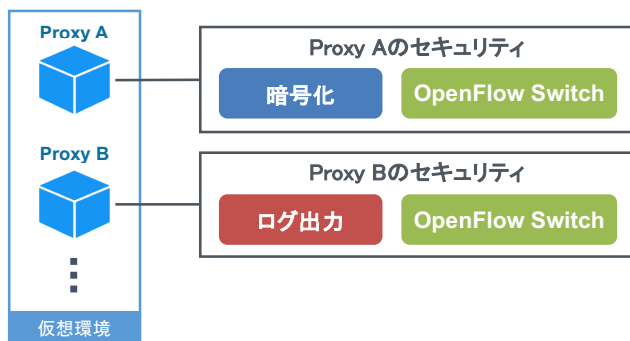 Proxy A
Proxy Aのセキュリティ
暗号化
OpenFlow Switch
Proxy B
Proxy Bのセキュリティ
ログ出力
OpenFlow Switch
仮想環境